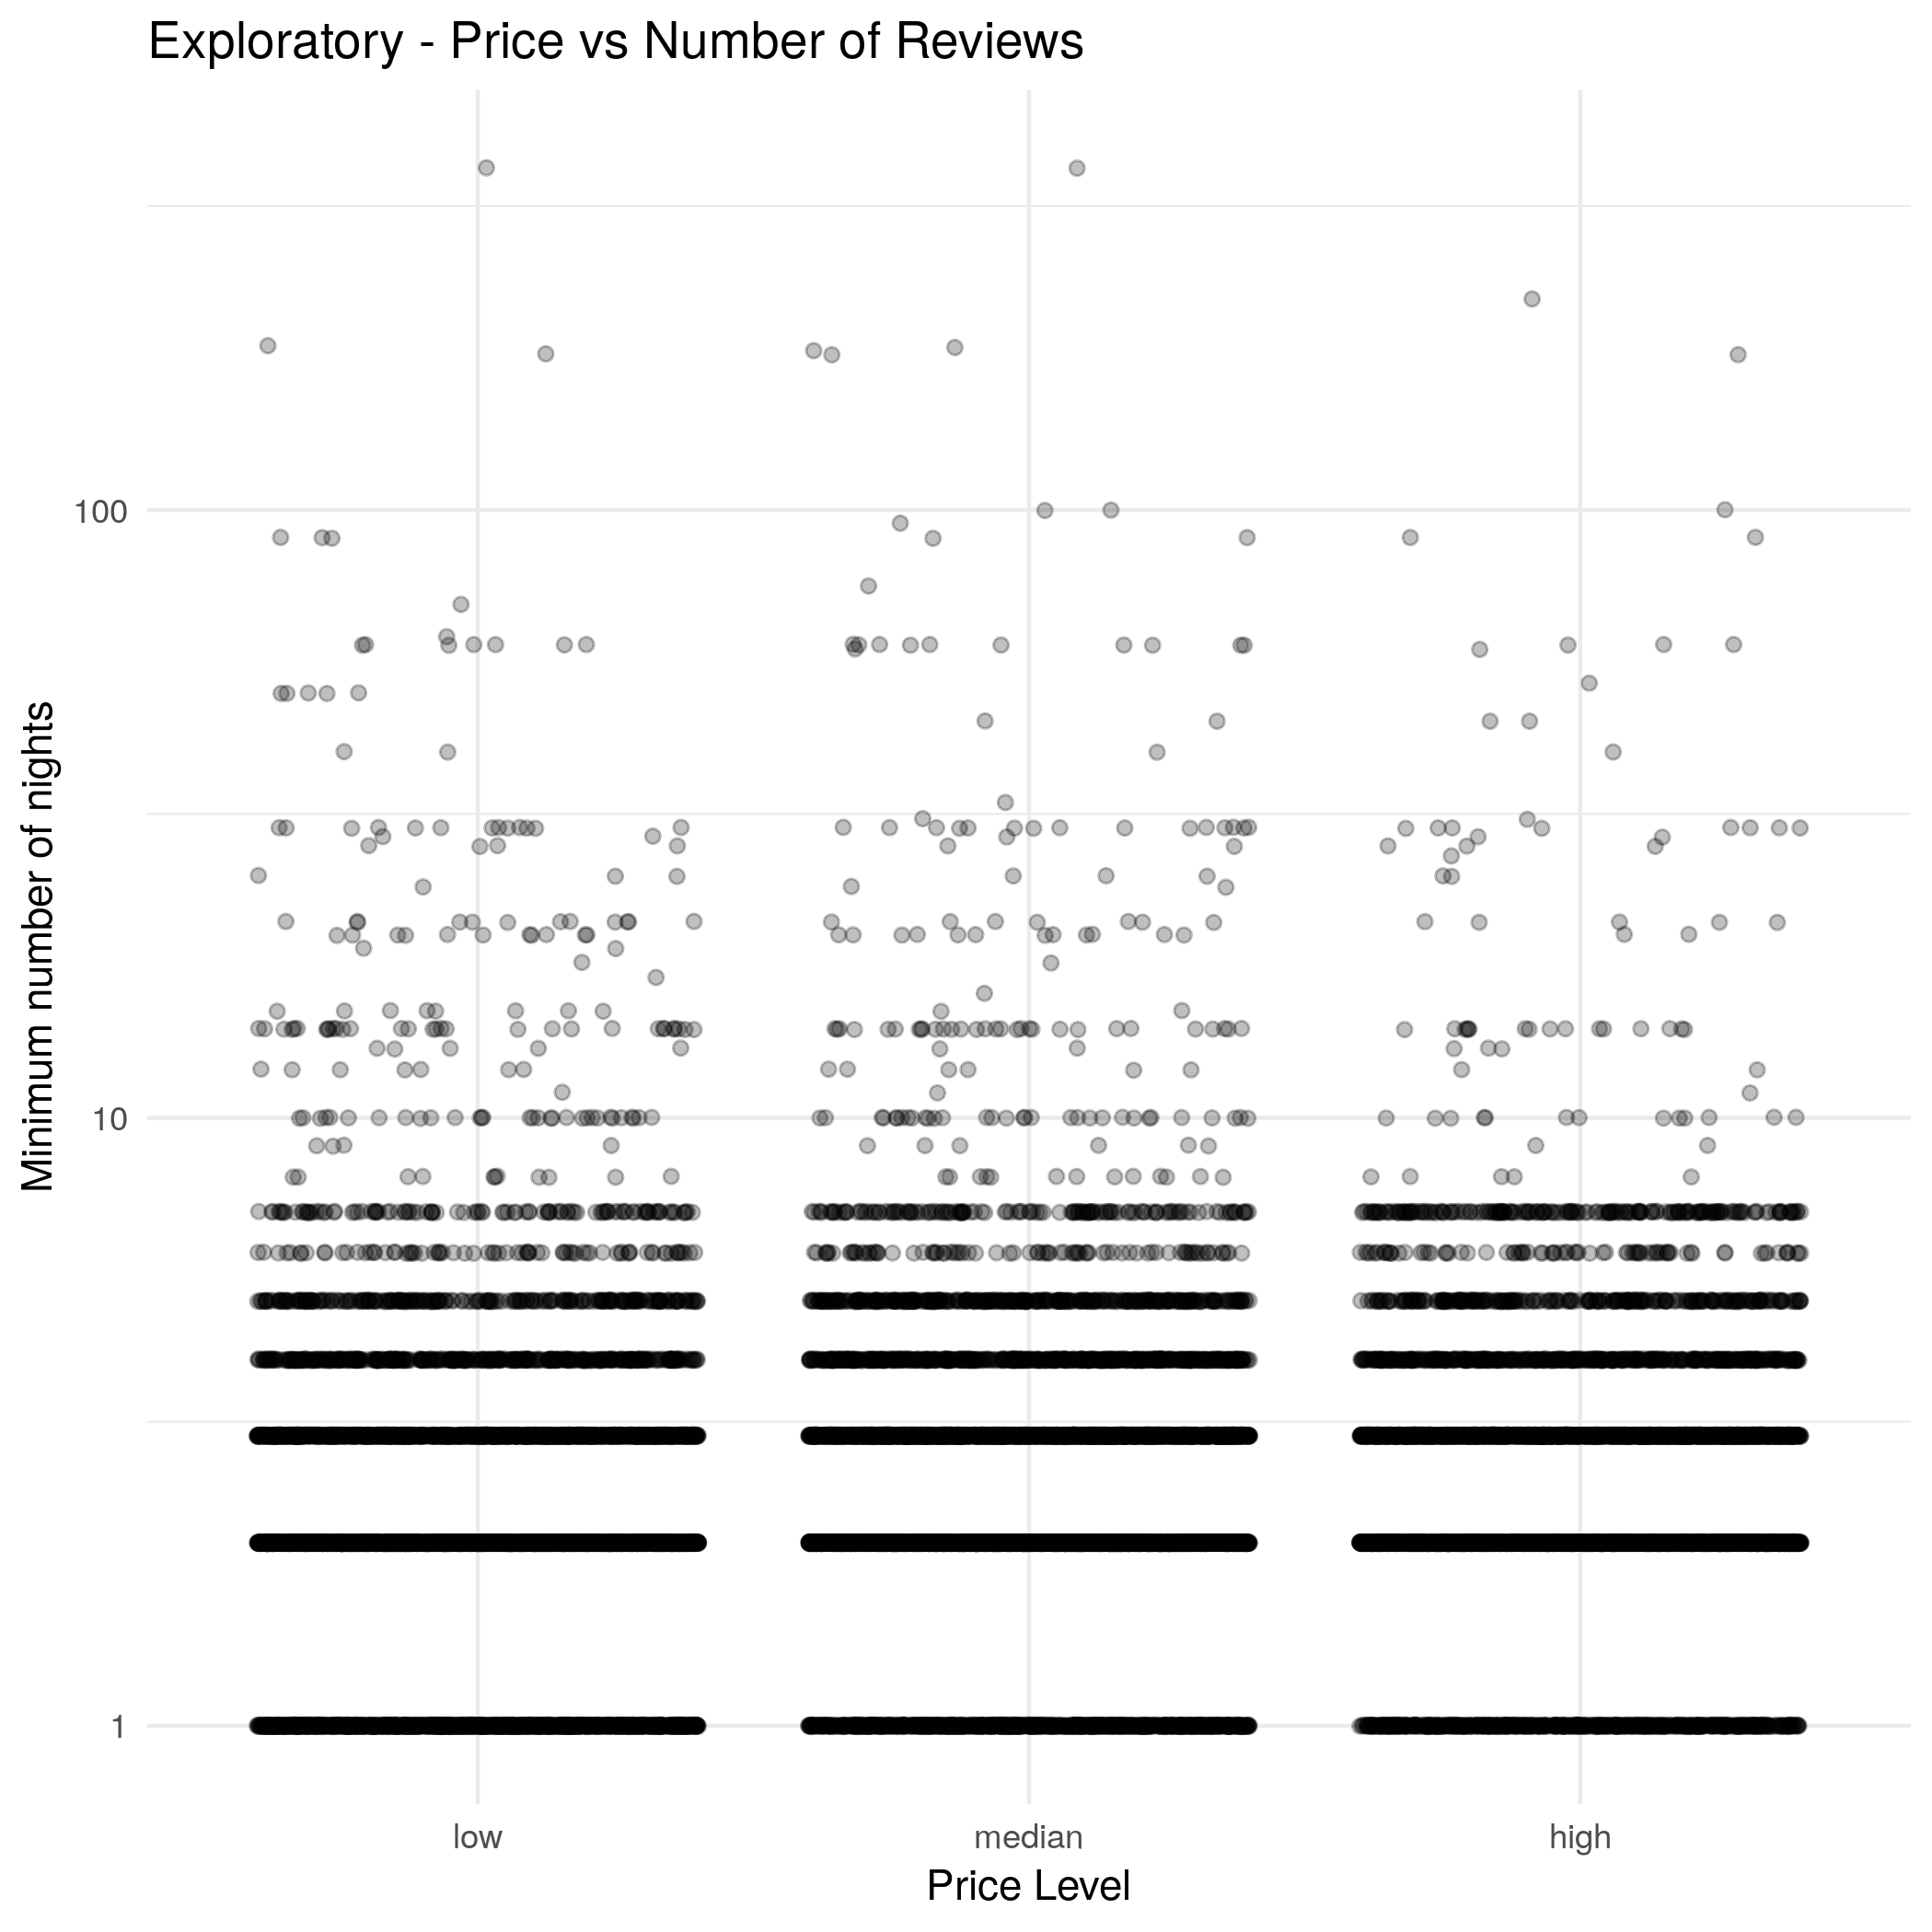 Exploratory - Price vs Number of Reviews
Minimum number of nights
100
10
1
low
median
high
Price Level